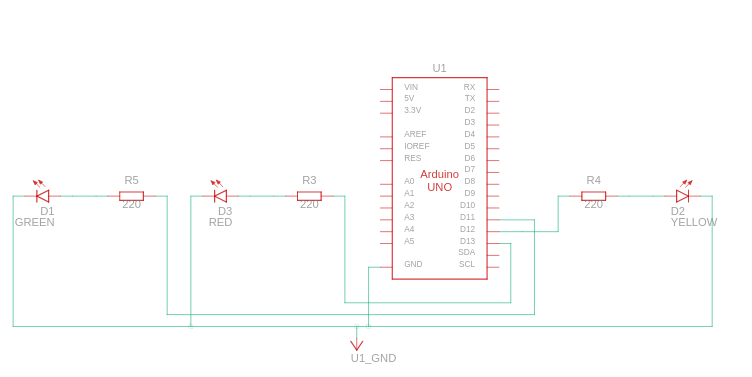 U1
VIN RX
5V TX
3.3V D2
D3
AREF D4
IOREF D5
RES D6
D7
Arduino
UNO
A0 D8
A1 D9
A2 D10
A3 D11
A4 D12
A5 D13
SDA
GND SCL
R5
220
D1
GREEN
R3
220
D3
RED
R4
220
D2
YELLOW
U1_GND